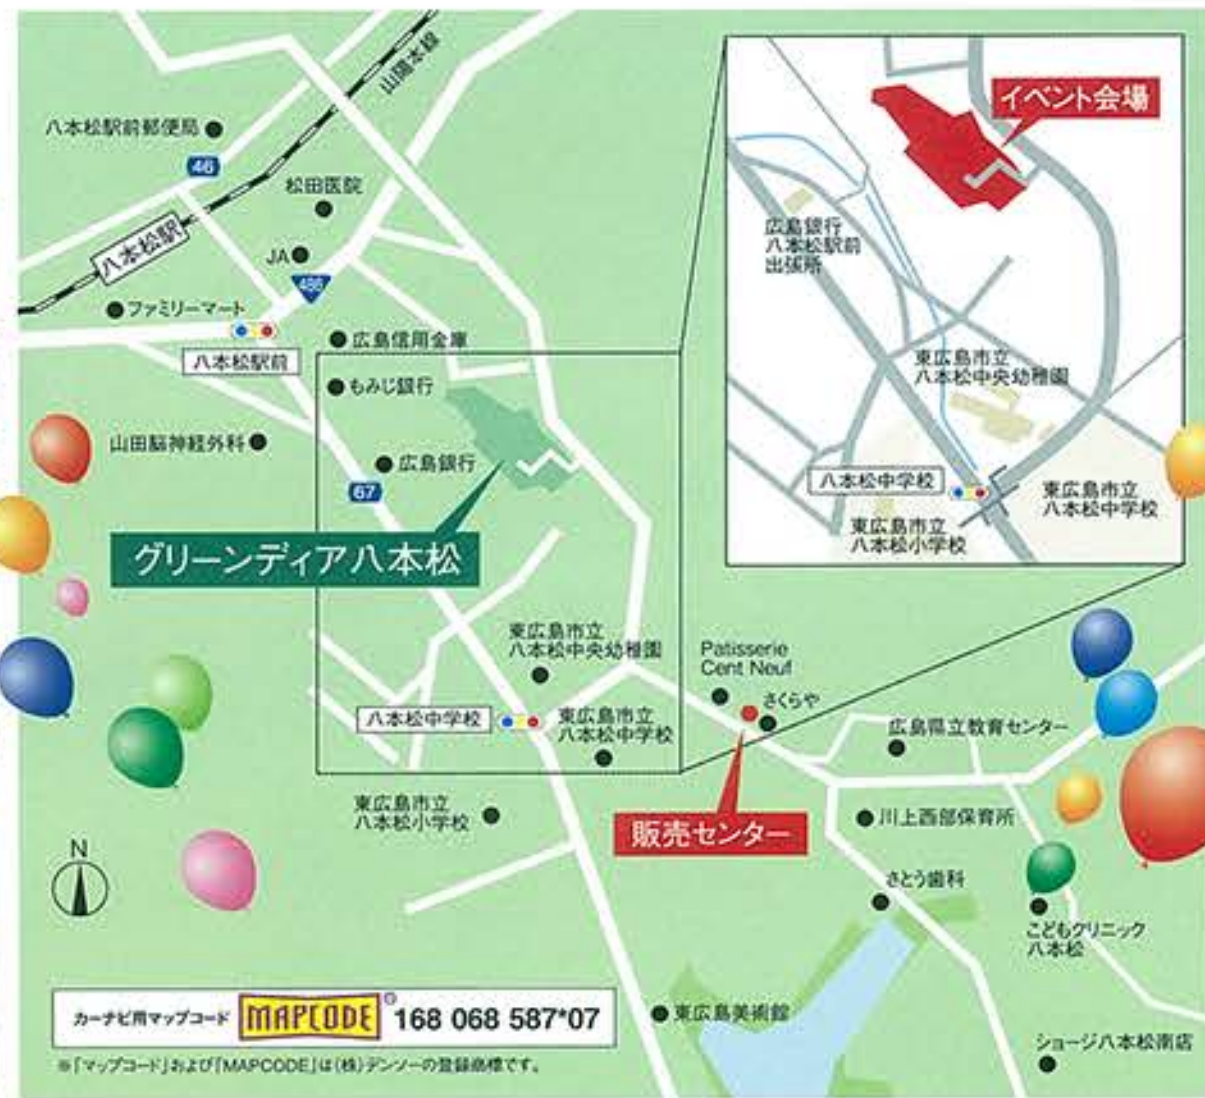 山陽本線
八本松駅前郵便局
46
松田医院
八本松駅
JA
486
ファミリーマート
八本松駅前
広島信用金庫
もみじ銀行
山田脳神経外科
広島銀行
67
グリーンディア八本松
イベント会場
広島銀行
八本松駅前
出張所
東広島市立
八本松中央幼稚園
八本松中学校
東広島市立
八本松中学校
東広島市立
八本松小学校
東広島市立
八本松中央幼稚園
Patisserie
Cent Neuf
さくらや
八本松中学校
東広島市立
八本松中学校
広島県立教育センター
東広島市立
八本松小学校
販売センター
川上西部保育所
さとう歯科
こどもクリニック
八本松
N
東広島美術館
ショージ八本松南店
カーナビ用マップコード MAPCODE® 168 068 587*07
※「マップコード」および「MAPCODE」は(株)デンソーの登録商標です。